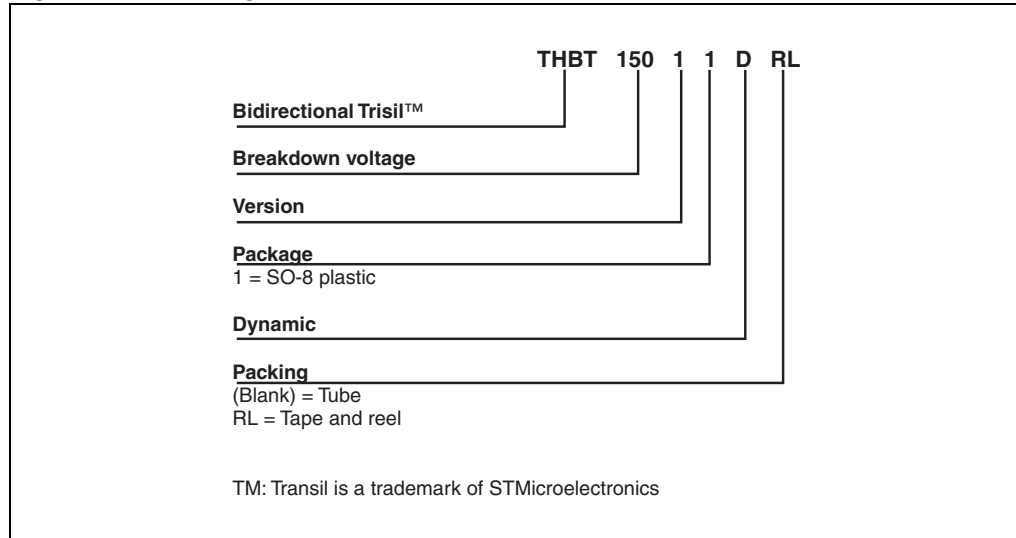 THBT 150 1 1 D RL
Bidirectional Trisil™
Breakdown voltage
Version
Package
1 = SO-8 plastic
Dynamic
Packing
(Blank) = Tube
RL = Tape and reel
TM: Transil is a trademark of STMicroelectronics